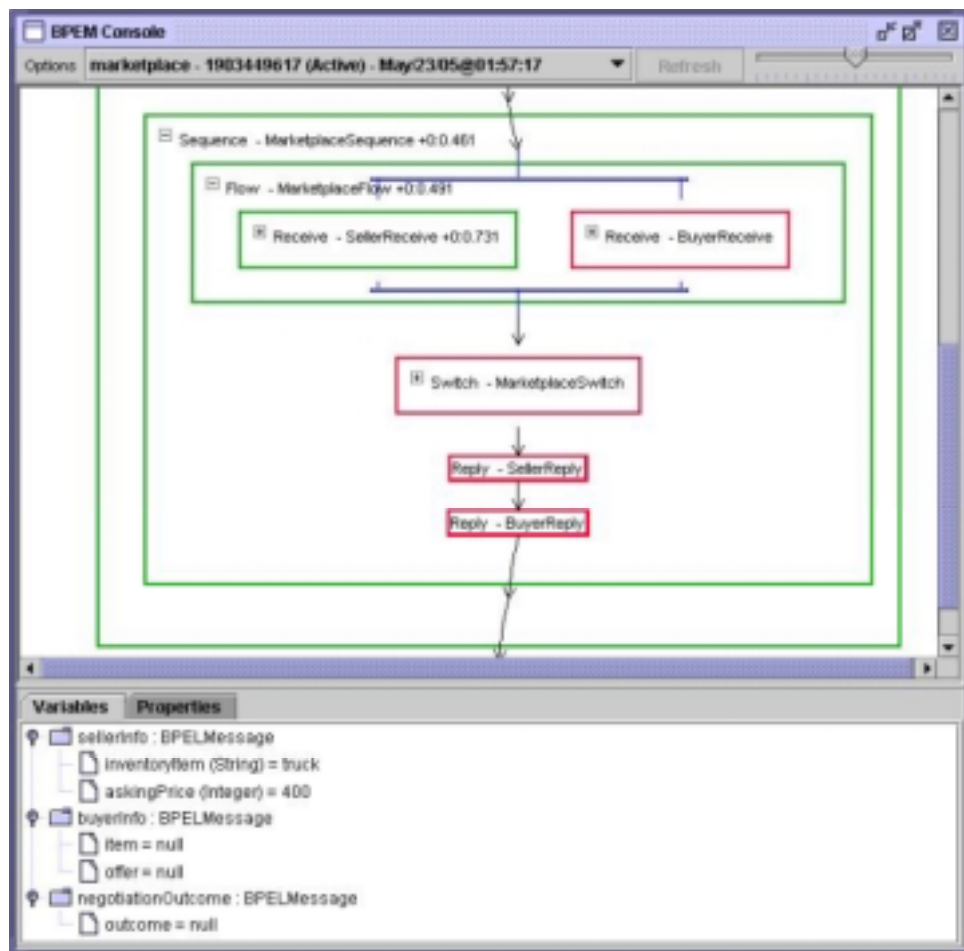 BPEM Console
Options marketplace - 1903449617 (Active) - May/23/05@01:57:17 Refresh
Sequence - MarketplaceSequence +0:0.461
Flow - MarketplaceFlow +0:0.491
Receive - SellerReceive +0:0.731 Receive - BuyerReceive
Switch - MarketplaceSwitch
Reply - SellerReply
Reply - BuyerReply
Variables Properties
sellerInfo : BPELMessage
inventoryItem (String) = truck
askingPrice (Integer) = 400
buyerInfo : BPELMessage
item = null
offer = null
negotiationOutcome : BPELMessage
outcome = null